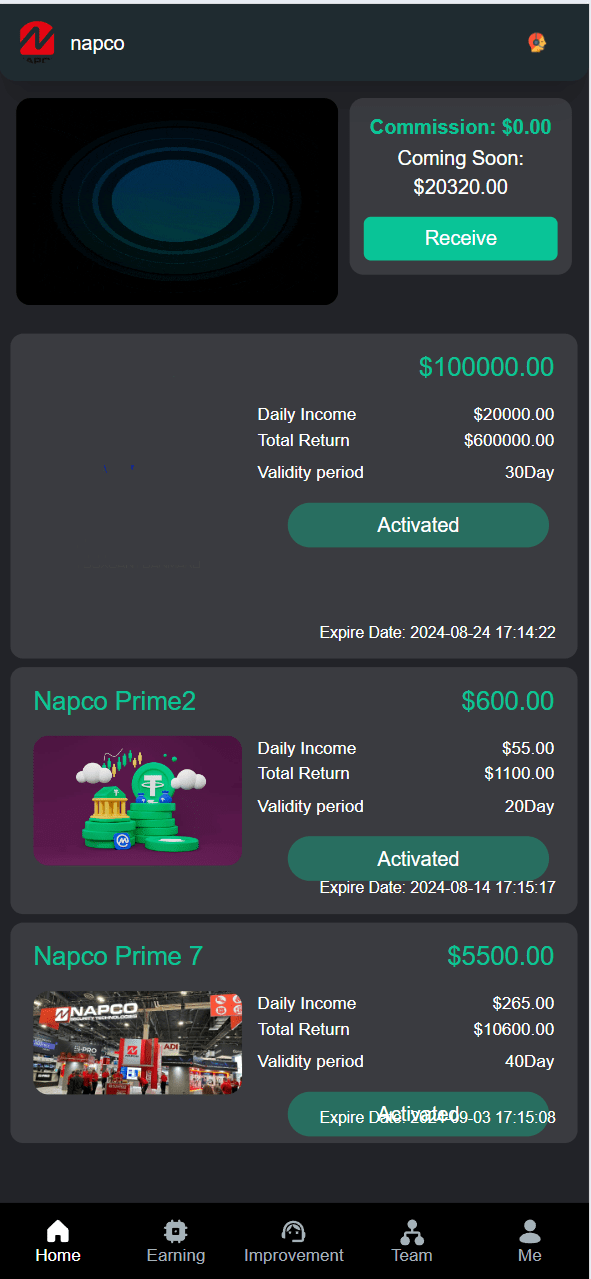 napco
Commission: $0.00
Coming Soon:
$20320.00
Receive
$100000.00
Daily Income $20000.00
Total Return $600000.00
Validity period 30Day
Activated
Expire Date: 2024-08-24 17:14:22
Napco Prime2 $600.00
Daily Income $55.00
Total Return $1100.00
Validity period 20Day
Activated
Expire Date: 2024-08-14 17:15:17
Napco Prime 7 $5500.00
NAPCO
SECURITY TECHNOLOGIES
ADI
Daily Income $265.00
Total Return $10600.00
Validity period 40Day
Activated
Expire Date: 2024-09-03 17:15:08
Home Earning Improvement Team Me